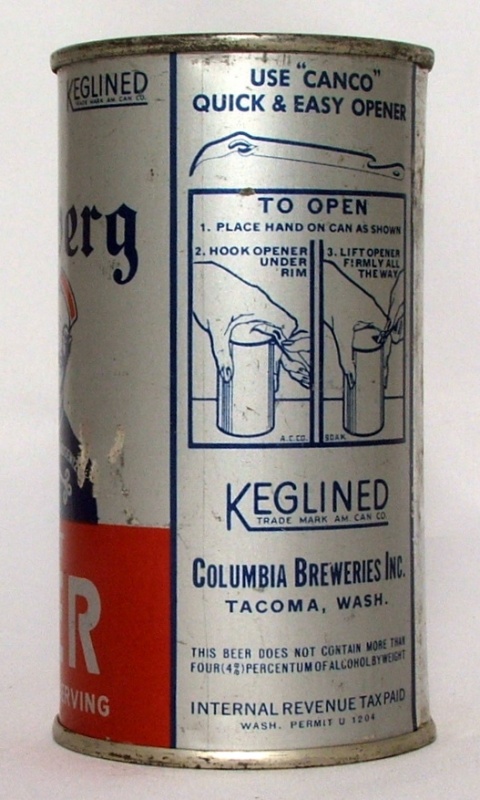 KEGLINED
TRADE MARK AM. CAN CO.
erg
ER
ERVING
USE "CANCO"
QUICK & EASY OPENER
TO OPEN
1. PLACE HAND ON CAN AS SHOWN
2. HOOK OPENER
UNDER
RIM
3. LIFT OPENER
FIRMLY ALL
THE WAY
A.C.CO.
KEGLINED
TRADE MARK AM. CAN CO.
COLUMBIA BREWERIES INC.
TACOMA, WASH.
THIS BEER DOES NOT CONTAIN MORE THAN
FOUR (4%) PERCENTUM OF ALCOHOL BY WEIGHT
INTERNAL REVENUE TAX PAID
WASH. PERMIT U 1204